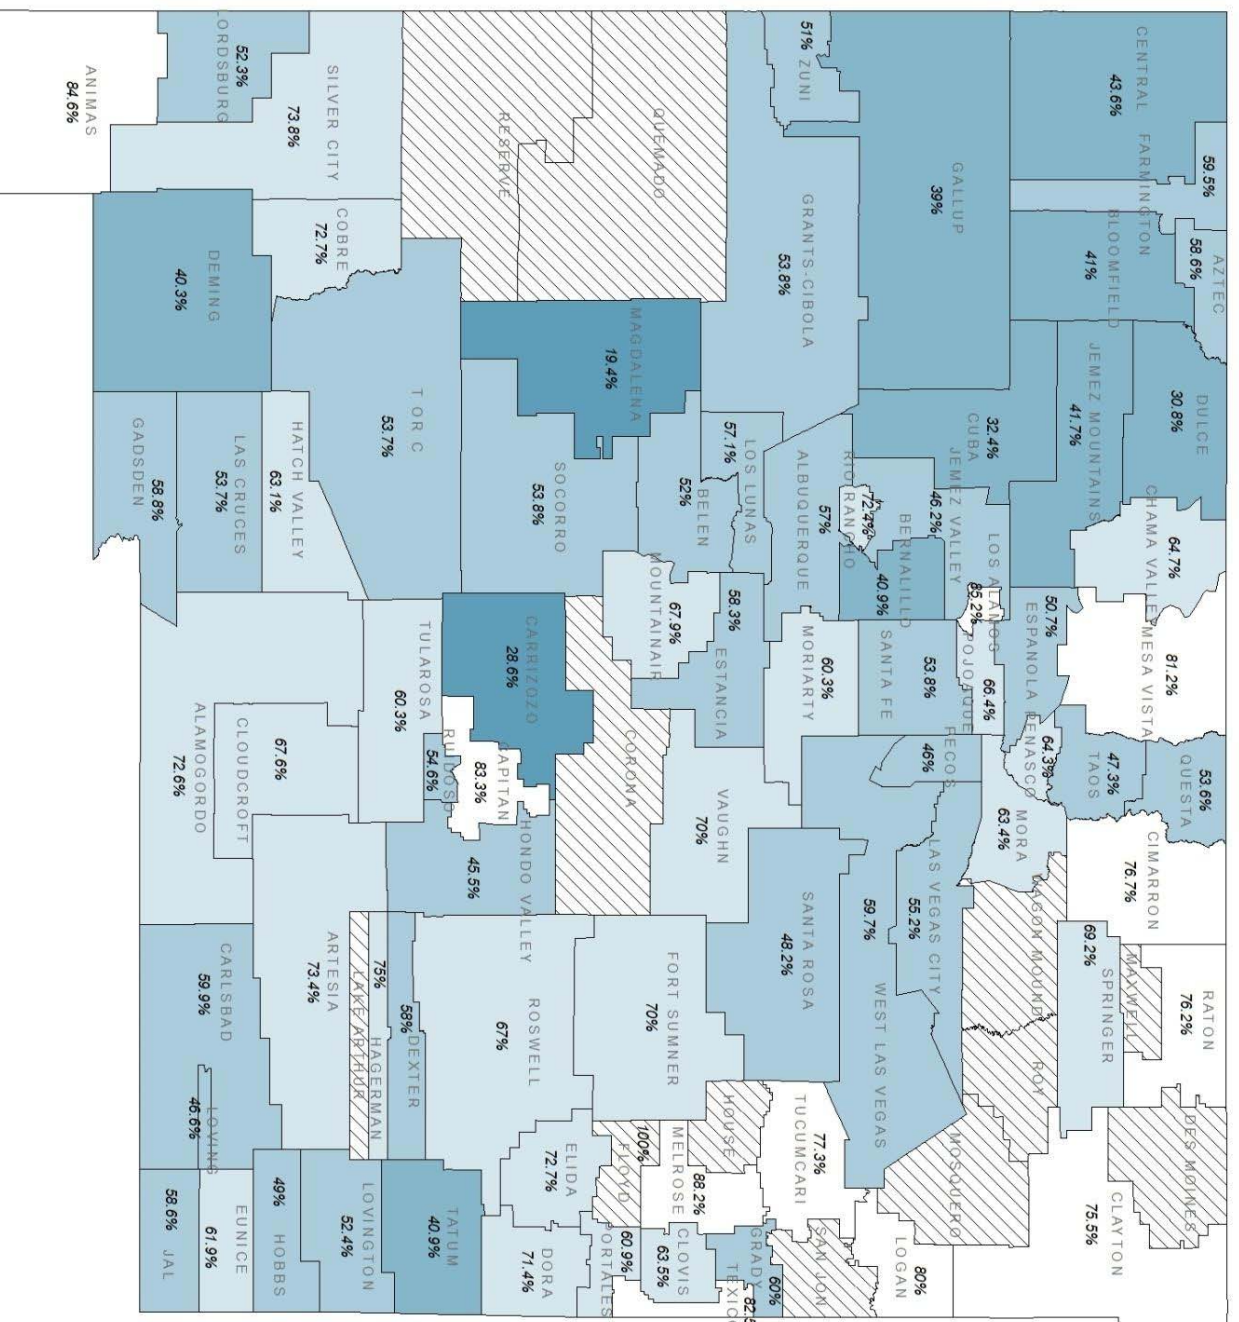 CENTRAL
43.6%
FARMINGTON
59.5%
AZTEC
58.6%
BLOOMFIELD
41%
DULCE
30.8%
JEMEZ MOUNTAINS
41.7%
CHAMA VALLE
64.7%
MESA VISTA
81.2%
QUESTA
53.6%
TAOS
47.3%
CIMARRON
76.7%
RATON
76.2%
MAXWELL
SPRINGER
69.2%
DES MOINES
CLAYTON
75.5%
GALLUP
39%
ZUNI
51%
GRANTS-CIBOLA
53.8%
CUBA
32.4%
JEMEZ VALLEY
46.2%
LOS ALAMOS
85.2%
ESPANOLA
50.7%
PENASCO
64.3%
POJOAQUE
66.4%
MORA
63.4%
WAGON MOUND
ROY
MOSQUERO
LOGAN
80%
RIO RANCHO
72.4%
BERNALILLO
40.9%
SANTA FE
53.8%
PECOS
46%
LAS VEGAS CITY
55.2%
WEST LAS VEGAS
59.7%
ALBUQUERQUE
57%
MORIARTY
60.3%
SANTA ROSA
48.2%
TUCUMCARI
77.3%
SAN JON
LOS LUNAS
57.1%
BELEN
52%
ESTANCIA
58.3%
MOUNTAINAIR
67.9%
VAUGHN
70%
FORT SUMNER
70%
HOUSE
GRADY
60%
TEXICO
MELROSE
88.2%
CLOVIS
63.5%
FLOYD
100%
PORTALES
60.9%
QUEMADO
RESERVE
MAGDALENA
19.4%
SOCORRO
53.8%
CORONA
CARRIZOZO
28.6%
CAPITAN
83.3%
HONDO VALLEY
45.5%
RUIDOSO
54.6%
ROSWELL
67%
ELIDA
72.7%
DORA
71.4%
T OR C
53.7%
TULAROSA
60.3%
DEXTER
58%
HAGERMAN
75%
LAKE ARTHUR
TATUM
40.9%
SILVER CITY
73.8%
COBRE
72.7%
HATCH VALLEY
63.1%
ARTESIA
73.4%
LOVINGTON
52.4%
LORDSBURG
52.3%
DEMING
40.3%
LAS CRUCES
53.7%
GADSDEN
58.8%
CLOUDCROFT
67.6%
ALAMOGORDO
72.6%
CARLSBAD
59.9%
LOVING
46.6%
HOBBS
49%
EUNICE
61.9%
JAL
58.6%
ANIMAS
84.6%